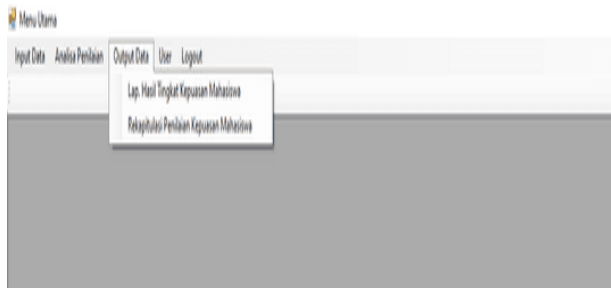 Menu Utama
Input Data Analisa Penilaian Output Data User Logout
Lap. Hasil Tingkat Kepuasan Mahasiswa
Rekapitulasi Penilaian Kepuasan Mahasiswa